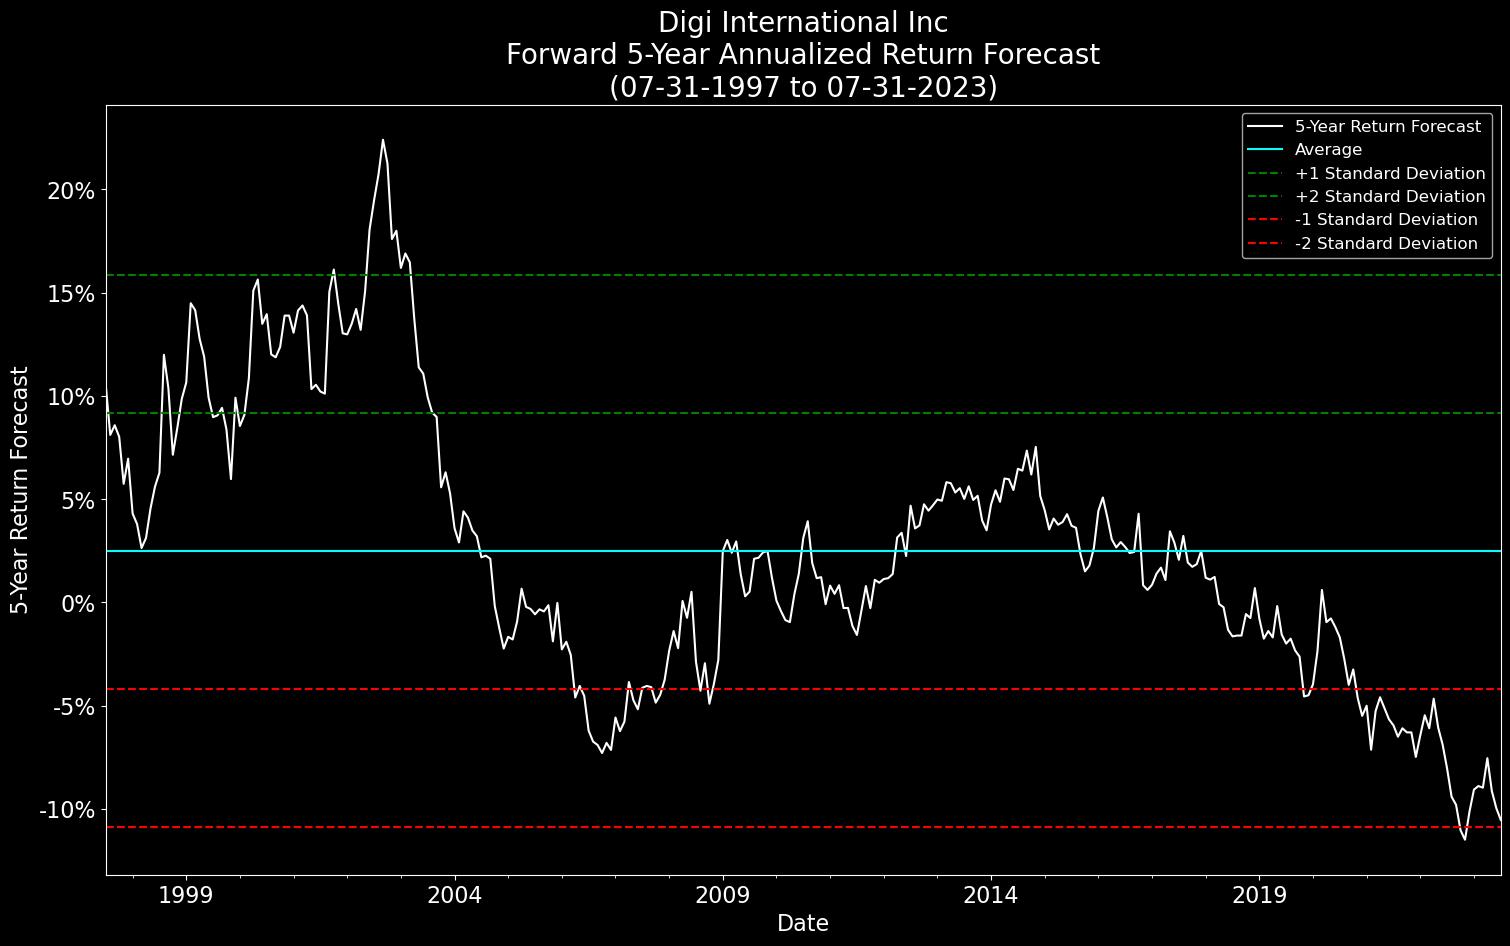 Digi International Inc
Forward 5-Year Annualized Return Forecast
(07-31-1997 to 07-31-2023)
5-Year Return Forecast
Average
+1 Standard Deviation
+2 Standard Deviation
-1 Standard Deviation
-2 Standard Deviation
20%
15%
10%
5%
0%
-5%
-10%
5-Year Return Forecast
1999 2004 2009 2014 2019
Date